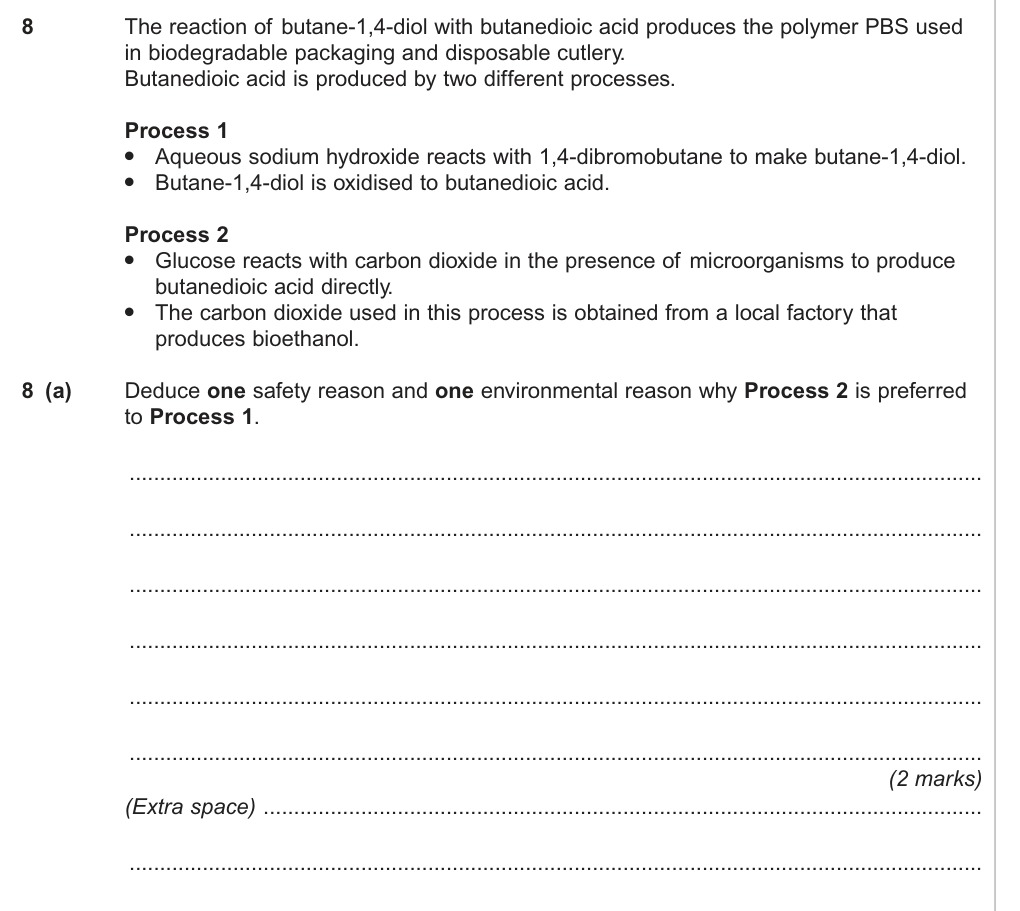 8 The reaction of butane-1,4-diol with butanedioic acid produces the polymer PBS used
in biodegradable packaging and disposable cutlery.
Butanedioic acid is produced by two different processes.
Process 1
• Aqueous sodium hydroxide reacts with 1,4-dibromobutane to make butane-1,4-diol.
• Butane-1,4-diol is oxidised to butanedioic acid.
Process 2
• Glucose reacts with carbon dioxide in the presence of microorganisms to produce
butanedioic acid directly.
• The carbon dioxide used in this process is obtained from a local factory that
produces bioethanol.
8 (a) Deduce one safety reason and one environmental reason why Process 2 is preferred
to Process 1.
(2 marks)
(Extra space)